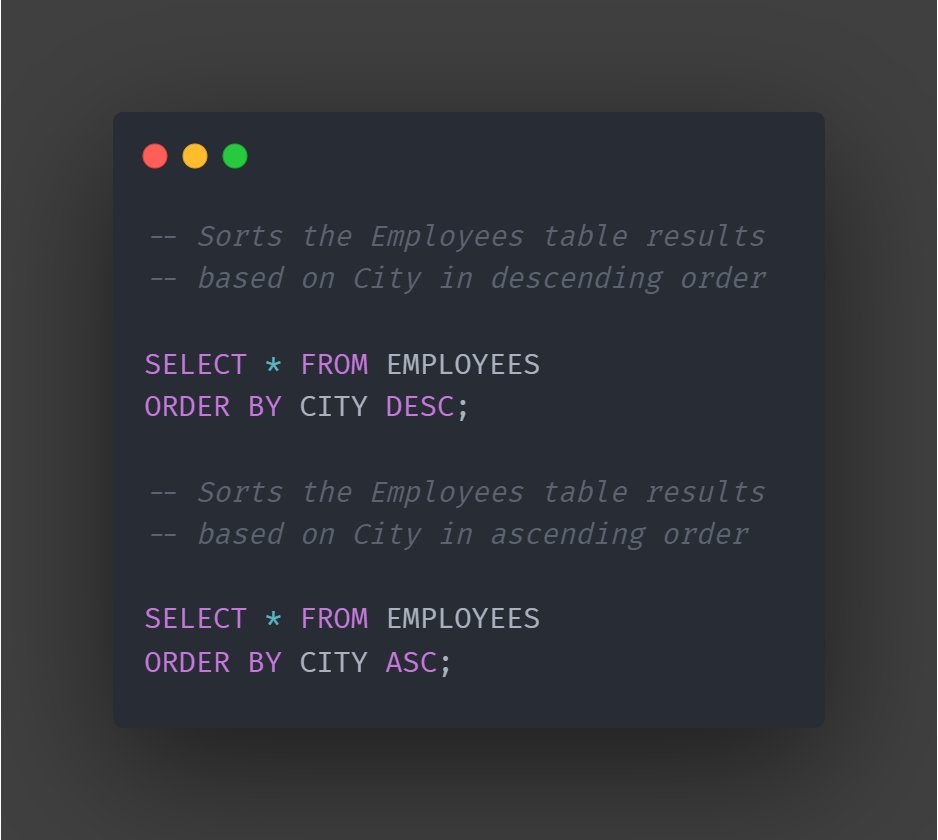 -- Sorts the Employees table results
-- based on City in descending order
SELECT * FROM EMPLOYEES
ORDER BY CITY DESC;
-- Sorts the Employees table results
-- based on City in ascending order
SELECT * FROM EMPLOYEES
ORDER BY CITY ASC;